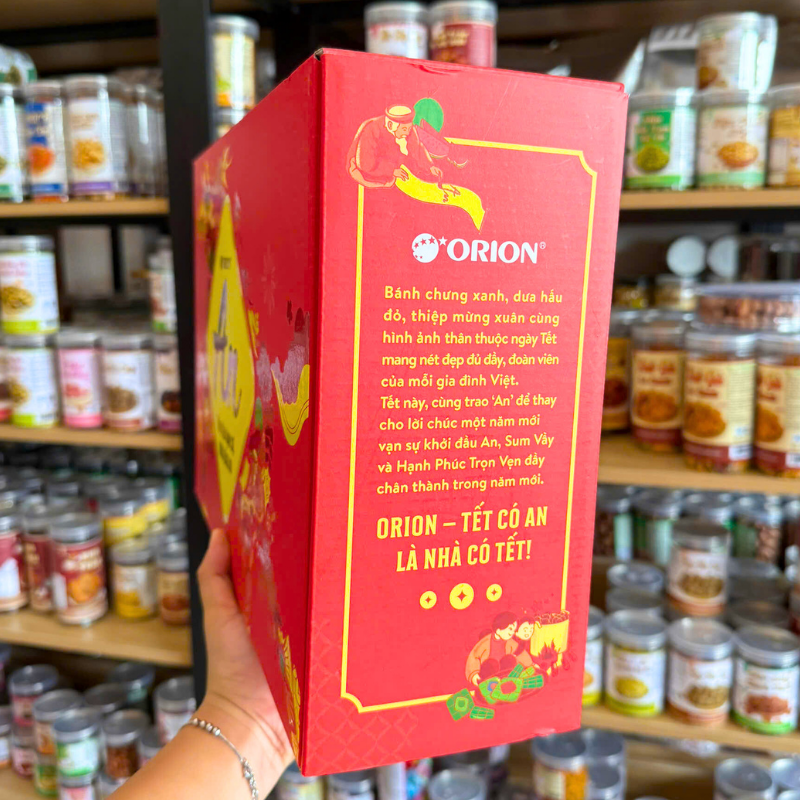 ORION
Bánh chưng xanh, dưa hấu
đỏ, thiệp mừng xuân cùng
hình ảnh thân thuộc ngày Tết
mang nét đẹp đủ đầy, đoàn viên
của mỗi gia đình Việt.
Tết này, cùng trao ‘An’ để thay
cho lời chúc một năm mới
vạn sự khởi đầu An, Sum Vầy
và Hạnh Phúc Trọn Vẹn đầy
chân thành trong năm mới.
ORION – TẾT CÓ AN
LÀ NHÀ CÓ TẾT!
An